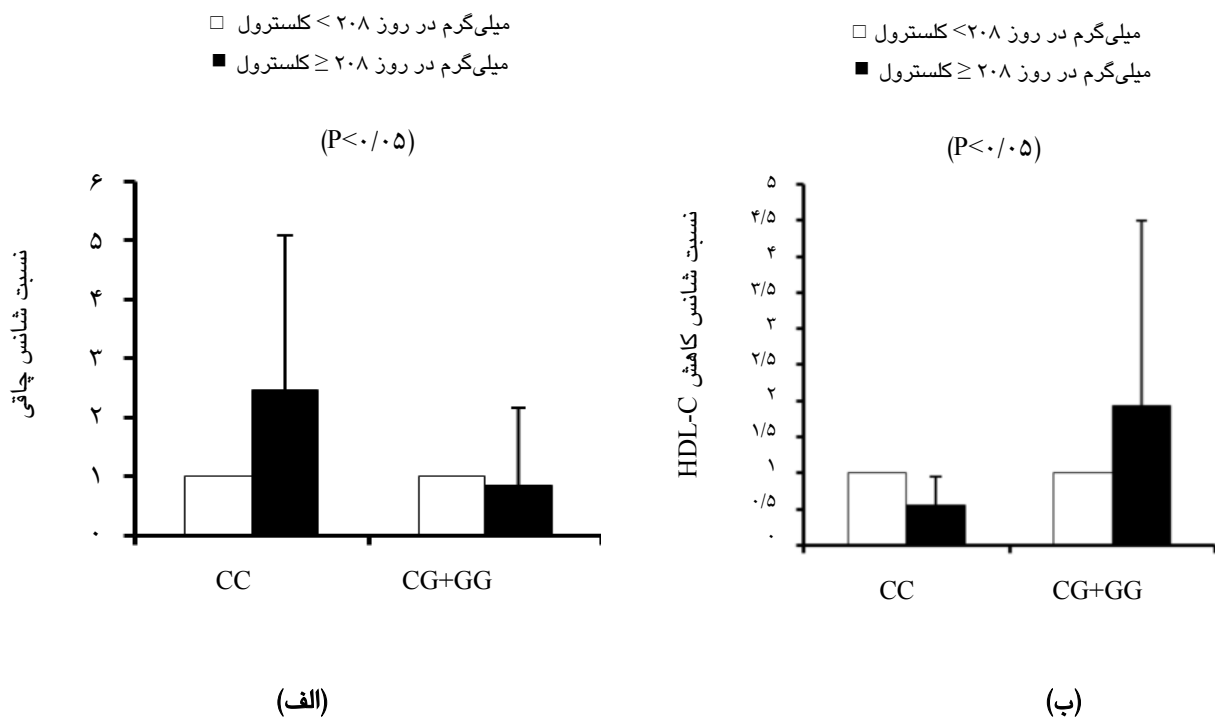 میلی‌گرم در روز ۲۰۸ > کلسترول □
میلی‌گرم در روز ۲۰۸ ≤ کلسترول ■
(P<۰/۰۵)
نسبت شانس چاقی
۶
۵
۴
۳
۲
۱
۰
CC CG+GG
(الف)
میلی‌گرم در روز ۲۰۸> کلسترول □
میلی‌گرم در روز ۲۰۸ ≤ کلسترول ■
(P<۰/۰۵)
نسبت شانس کاهش HDL-C
۵
۴/۵
۴
۳/۵
۳
۲/۵
۲
۱/۵
۱
۰/۵
۰
CC CG+GG
(ب)